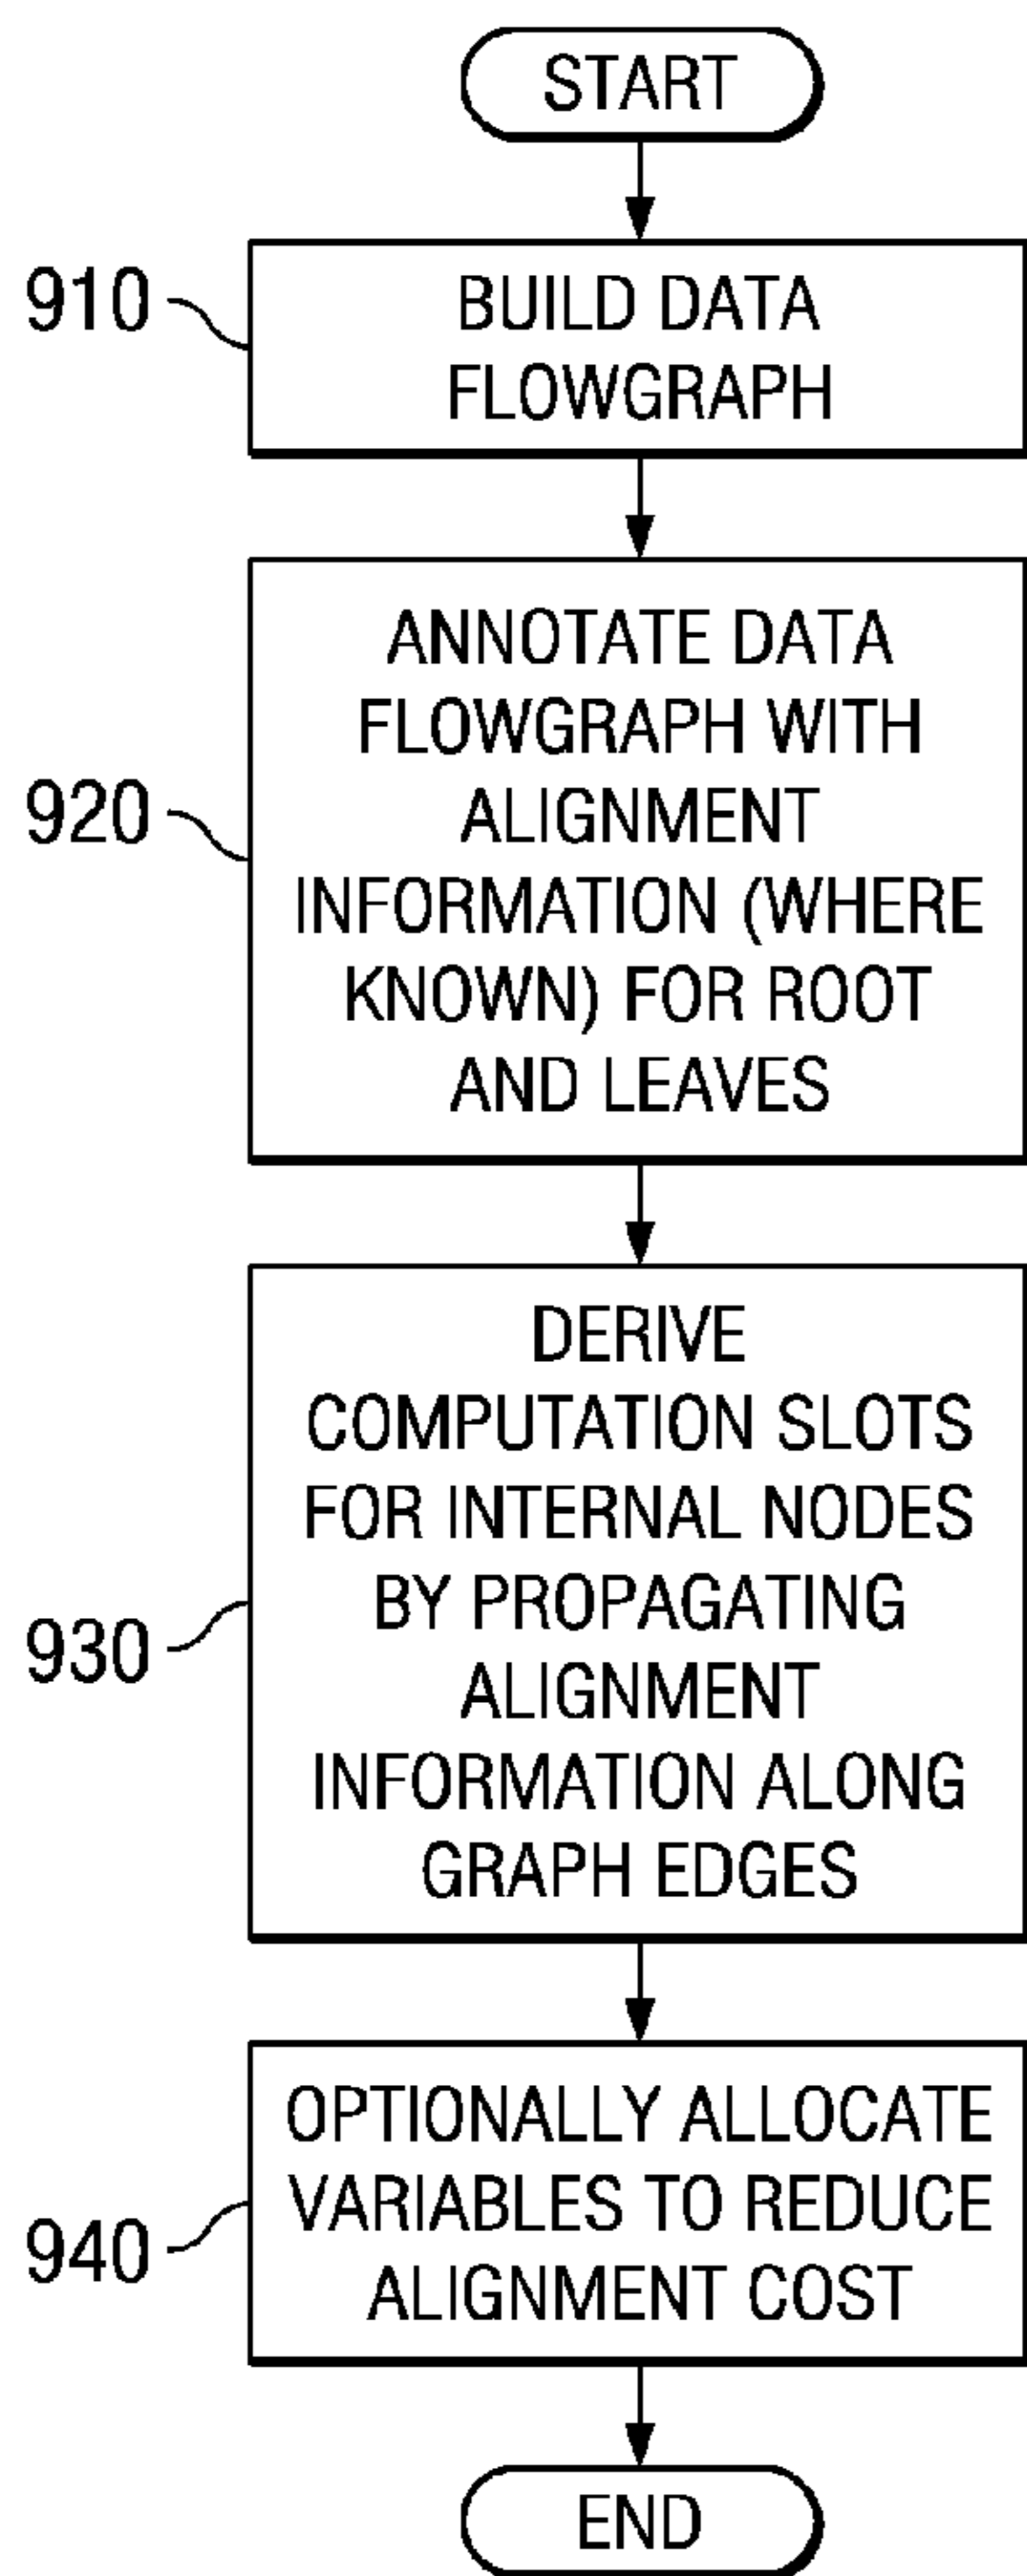 START
910
BUILD DATA
FLOWGRAPH
920
ANNOTATE DATA
FLOWGRAPH WITH
ALIGNMENT
INFORMATION (WHERE
KNOWN) FOR ROOT
AND LEAVES
930
DERIVE
COMPUTATION SLOTS
FOR INTERNAL NODES
BY PROPAGATING
ALIGNMENT
INFORMATION ALONG
GRAPH EDGES
940
OPTIONALLY ALLOCATE
VARIABLES TO REDUCE
ALIGNMENT COST
END